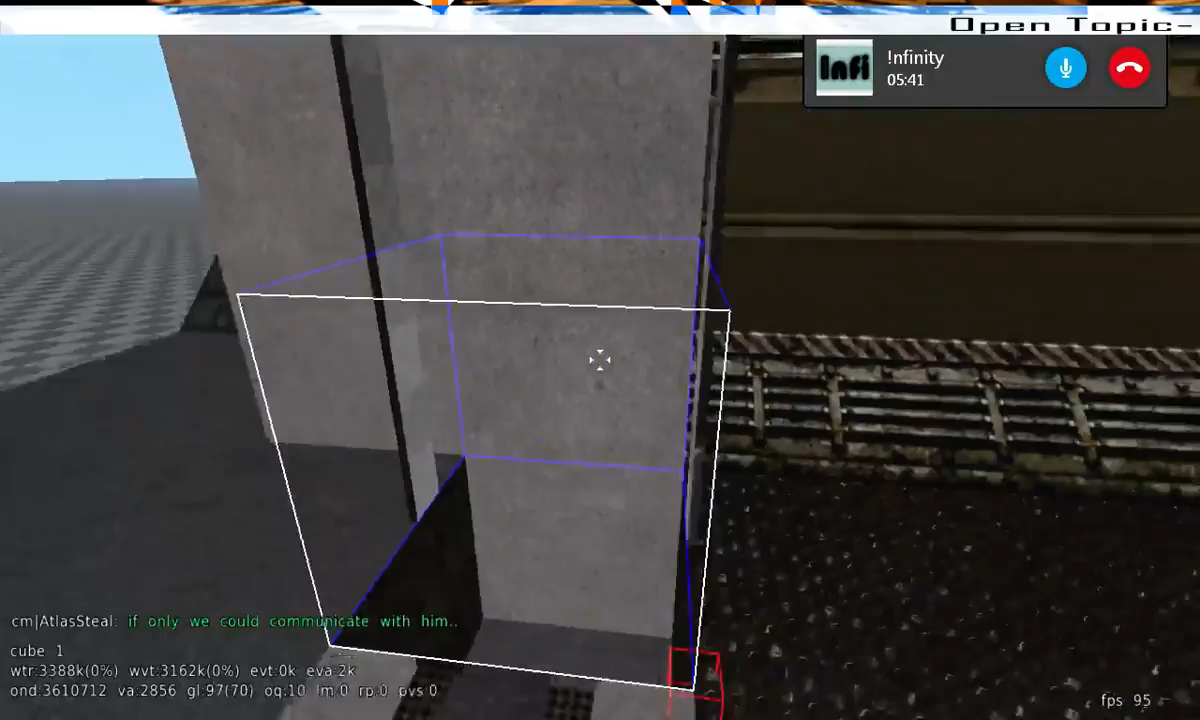 Open Topic-
Infi
!nfinity
05:41
cm|AtlasSteal: if only we could communicate with him..
cube 1
wtr:3388k(0%) wvt:3162k(0%) evt:0k eva:2k
ond:3610712 va:2856 gl:97(70) oq:10 lm:0 rp:0 pvs:0
fps 95